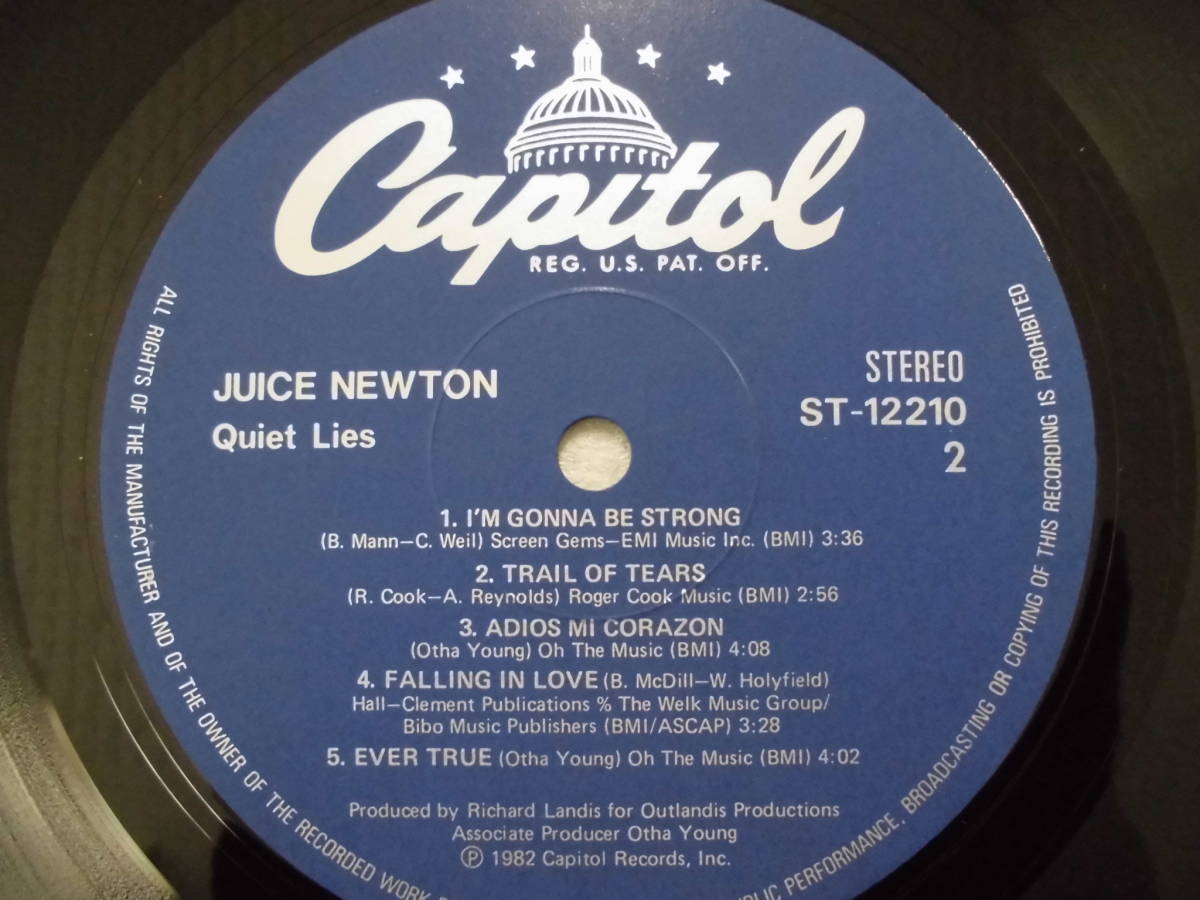 Capitol
REG. U.S. PAT. OFF.
JUICE NEWTON
Quiet Lies
STEREO
ST-12210
2
1. I'M GONNA BE STRONG
(B. Mann–C. Weil) Screen Gems–EMI Music Inc. (BMI) 3:36
2. TRAIL OF TEARS
(R. Cook–A. Reynolds) Roger Cook Music (BMI) 2:56
3. ADIOS MI CORAZON
(Otha Young) Oh The Music (BMI) 4:08
4. FALLING IN LOVE (B. McDill–W. Holyfield)
Hall–Clement Publications % The Welk Music Group/
Bibo Music Publishers (BMI/ASCAP) 3:28
5. EVER TRUE (Otha Young) Oh The Music (BMI) 4:02
Produced by Richard Landis for Outlandis Productions
Associate Producer Otha Young
Ⓟ 1982 Capitol Records, Inc.
ALL RIGHTS OF THE MANUFACTURER AND OF THE OWNER OF THE RECORDED WORK
PERFORMANCE, BROADCASTING OR COPYING OF THIS RECORDING IS PROHIBITED